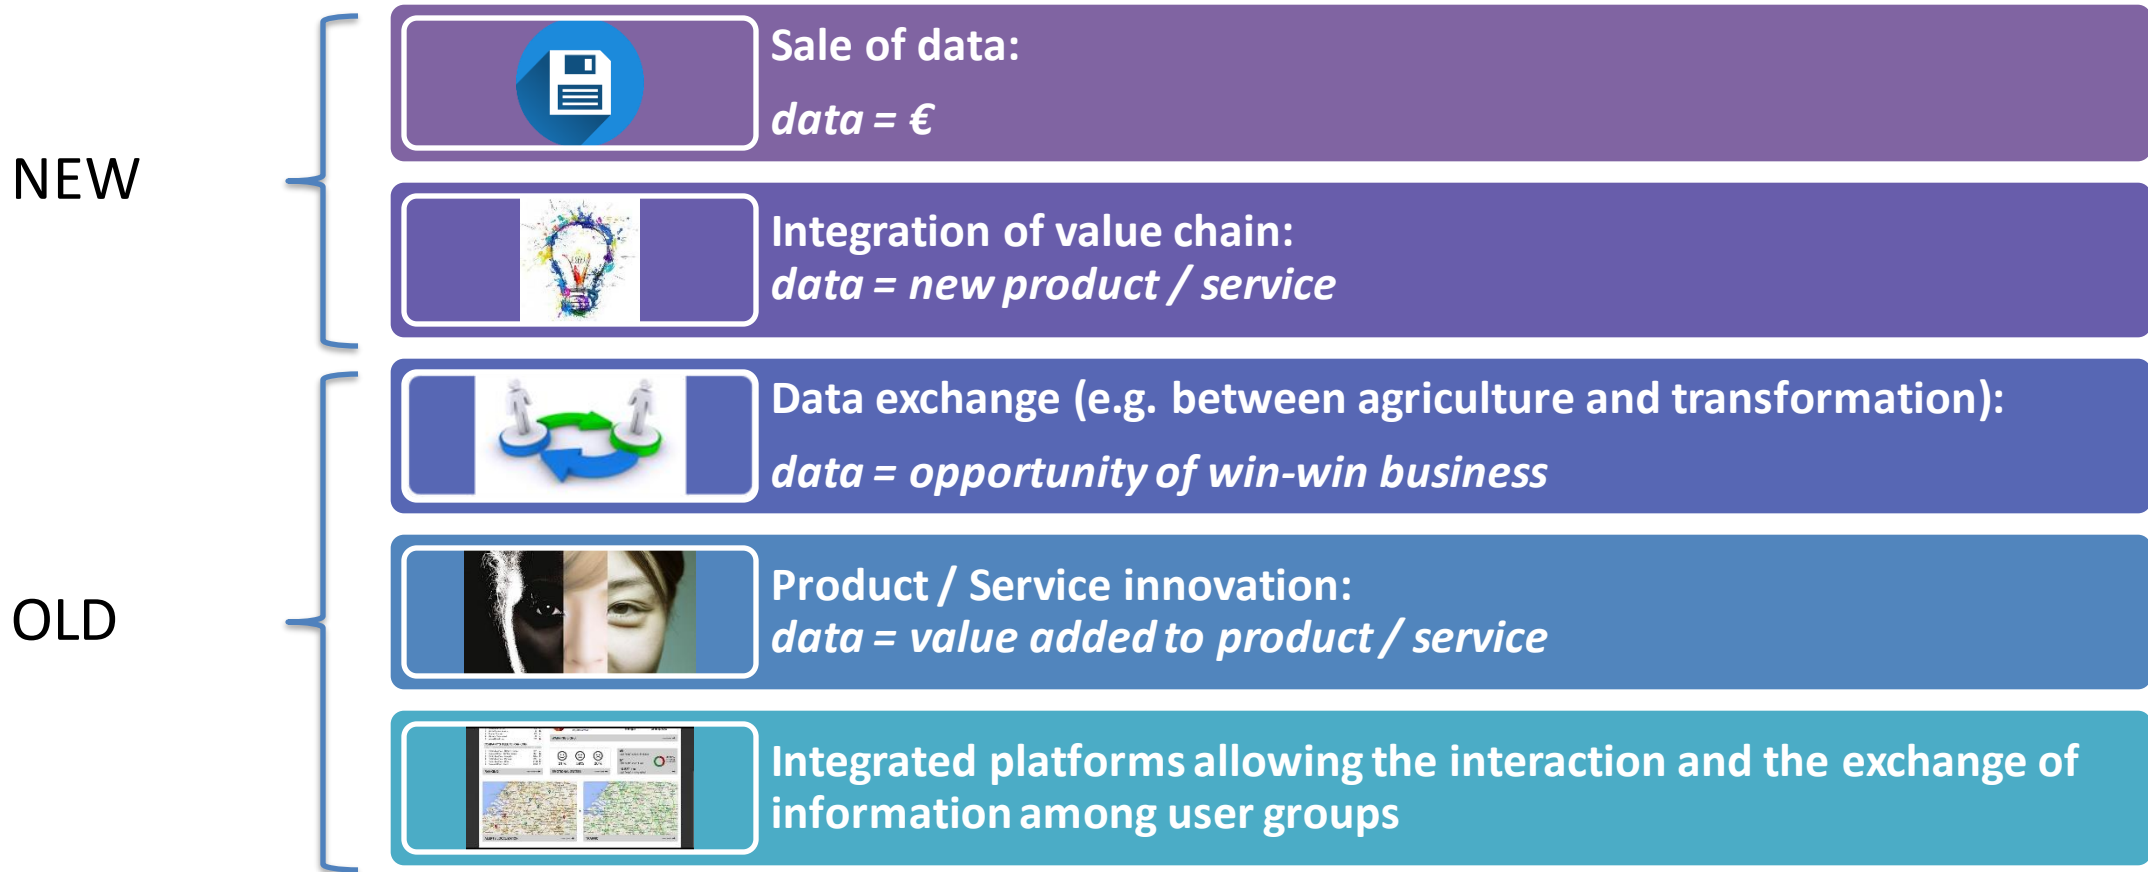 NEW
Sale of data:
data = €
Integration of value chain:
data = new product / service
OLD
Data exchange (e.g. between agriculture and transformation):
data = opportunity of win-win business
Product / Service innovation:
data = value added to product / service
Integrated platforms allowing the interaction and the exchange of
information among user groups